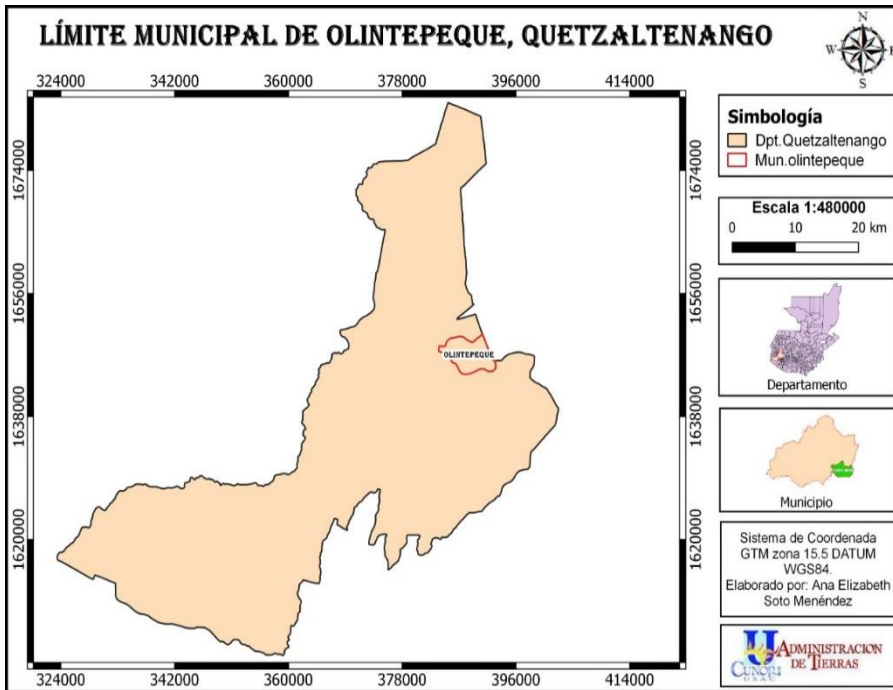 LÍMITE MUNICIPAL DE OLINTEPEQUE, QUETZALTENANGO
N
W
E
S
324000 342000 360000 378000 396000 414000
1674000
1656000
1638000
1620000
OLINTEPEQUE
1674000
1656000
1638000
1620000
324000 342000 360000 378000 396000 414000
Simbología
Dpt.Quetzaltenango
Mun.olintepeque
Escala 1:480000
0 10 20 km
Departamento
Municipio
Sistema de Coordenada
GTM zona 15.5 DATUM
WGS84.
Elaborado por: Ana Elizabeth
Soto Menéndez
U
CUNORI
USAC
ADMINISTRACION
DE TIERRAS